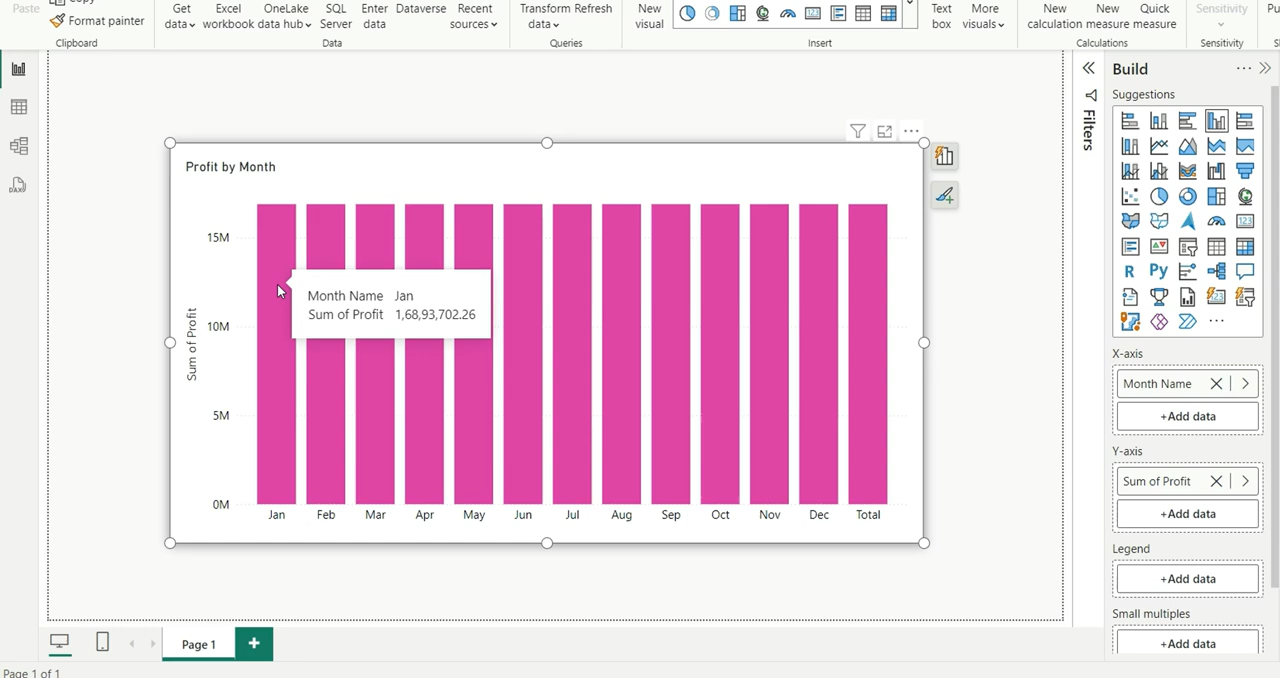 Paste
Copy
Format painter
Clipboard
Get data
Excel workbook
OneLake data hub
SQL Server
Enter data
Dataverse
Recent sources
Data
Transform data
Refresh
Queries
New visual
Insert
Text box
More visuals
New calculation
New measure
Quick measure
Calculations
Sensitivity
Sensitivity
Profit by Month
Sum of Profit
15M
10M
5M
0M
Month Name Jan
Sum of Profit 1,68,93,702.26
Jan Feb Mar Apr May Jun Jul Aug Sep Oct Nov Dec Total
Filters
Build
Suggestions
123
R
Py
123
X-axis
Month Name
+Add data
Y-axis
Sum of Profit
+Add data
Legend
+Add data
Small multiples
+Add data
Page 1
Page 1 of 1